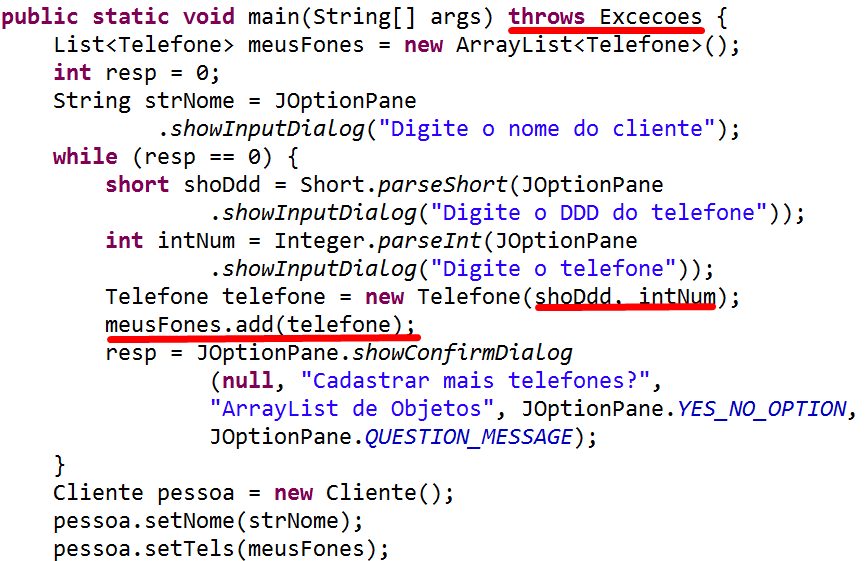 public static void main(String[] args) throws Excecoes {
List<Telefone> meusFones = new ArrayList<Telefone>();
int resp = 0;
String strNome = JOptionPane
.showInputDialog("Digite o nome do cliente");
while (resp == 0) {
short shoDdd = Short.parseShort(JOptionPane
.showInputDialog("Digite o DDD do telefone"));
int intNum = Integer.parseInt(JOptionPane
.showInputDialog("Digite o telefone"));
Telefone telefone = new Telefone(shoDdd, intNum);
meusFones.add(telefone);
resp = JOptionPane.showConfirmDialog
(null, "Cadastrar mais telefones?",
"ArrayList de Objetos", JOptionPane.YES_NO_OPTION,
JOptionPane.QUESTION_MESSAGE);
}
Cliente pessoa = new Cliente();
pessoa.setNome(strNome);
pessoa.setTels(meusFones);